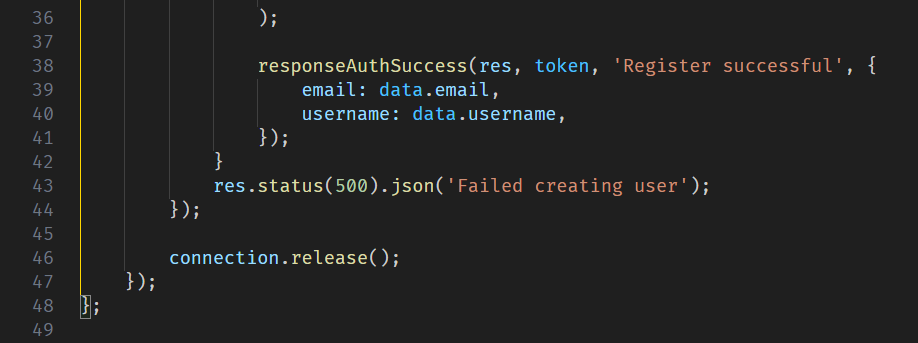 36                );
37
38                responseAuthSuccess(res, token, 'Register successful', {
39                    email: data.email,
40                    username: data.username,
41                });
42            }
43            res.status(500).json('Failed creating user');
44        });
45
46        connection.release();
47    });
48 };
49